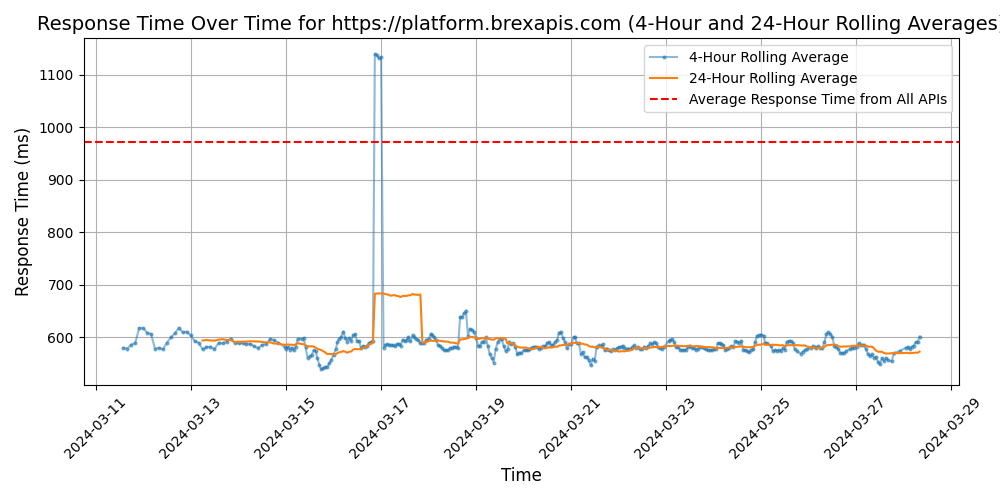 Response Time Over Time for https://platform.brexapis.com (4-Hour and 24-Hour Rolling Averages)
4-Hour Rolling Average
24-Hour Rolling Average
Average Response Time from All APIs
Response Time (ms)
1100
1000
900
800
700
600
2024-03-11
2024-03-13
2024-03-15
2024-03-17
2024-03-19
2024-03-21
2024-03-23
2024-03-25
2024-03-27
2024-03-29
Time